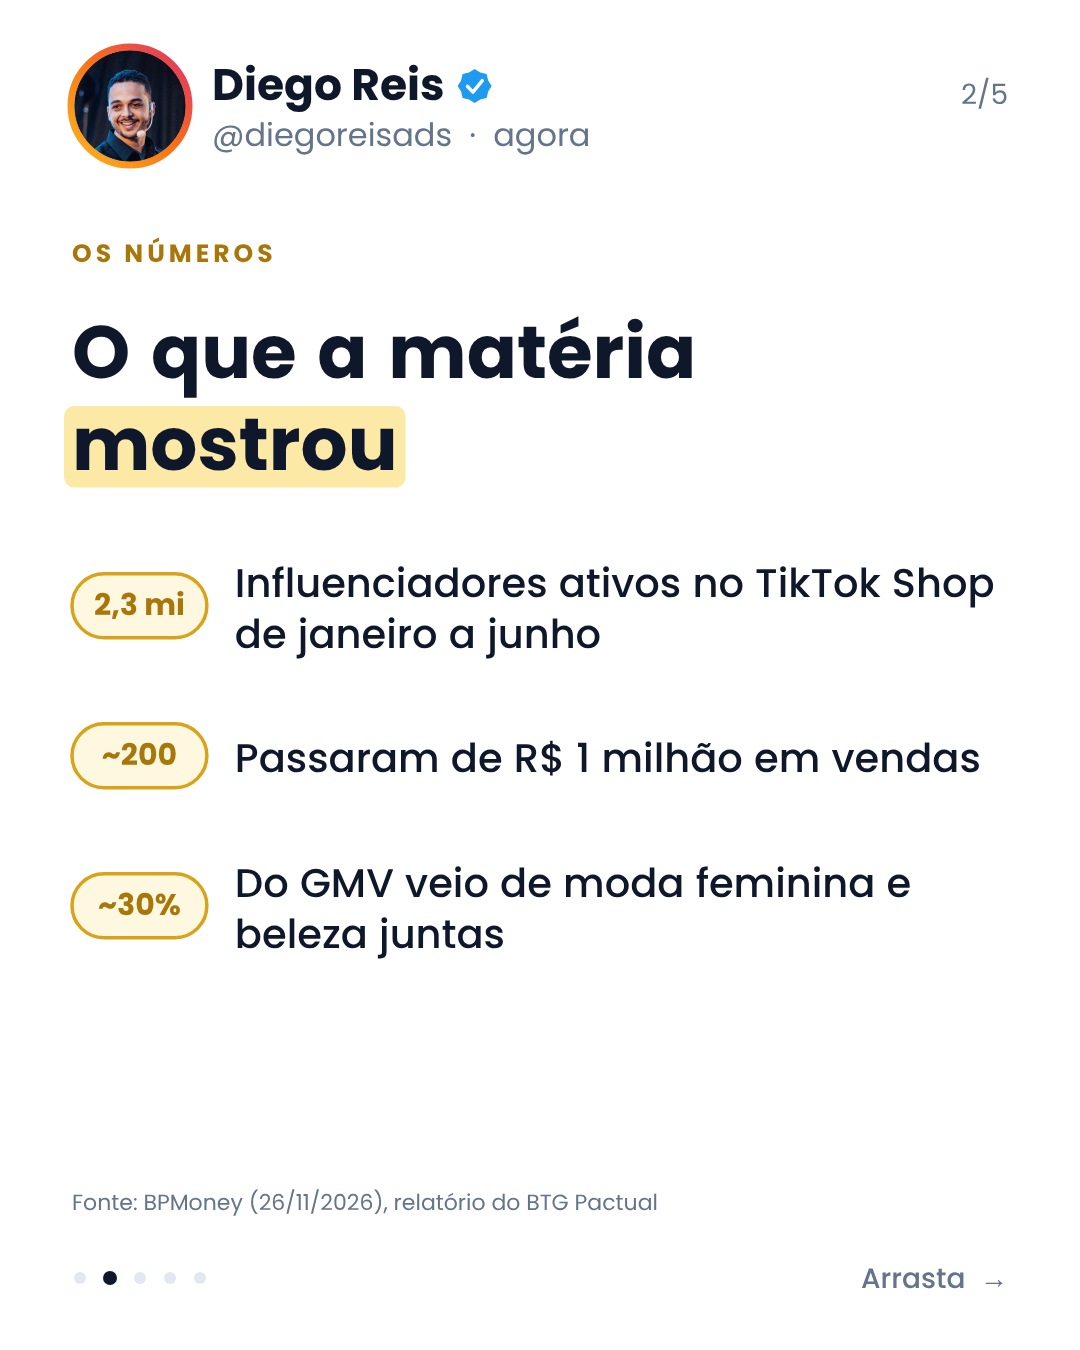 Diego Reis
@diegoreisads · agora
2/5
OS NÚMEROS
O que a matéria
mostrou
2,3 mi
Influenciadores ativos no TikTok Shop
de janeiro a junho
~200
Passaram de R$ 1 milhão em vendas
~30%
Do GMV veio de moda feminina e
beleza juntas
Fonte: BPMoney (26/11/2026), relatório do BTG Pactual
Arrasta →